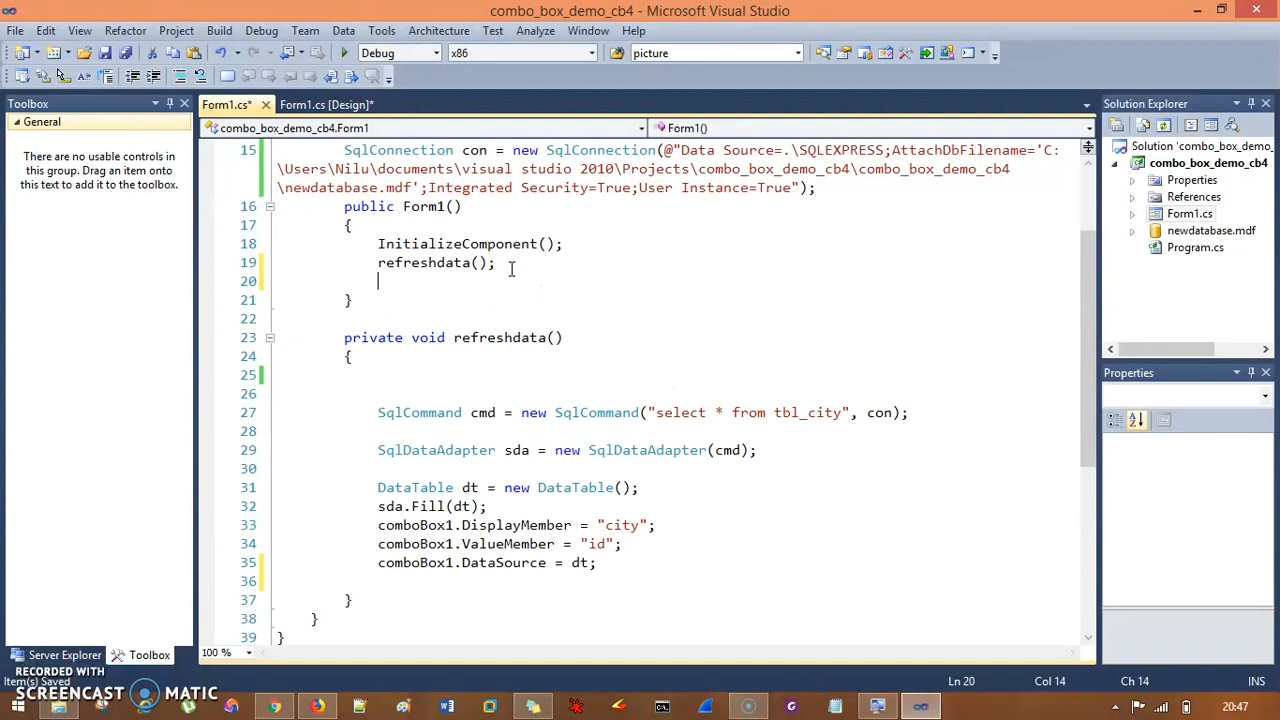 combo_box_demo_cb4 - Microsoft Visual Studio
File Edit View Refactor Project Build Debug Team Data Tools Architecture Test Analyze Window Help
Debug x86 picture
Toolbox
General
There are no usable controls in
this group. Drag an item onto
this text to add it to the toolbox.
Form1.cs* Form1.cs [Design]*
combo_box_demo_cb4.Form1 Form1()
15 SqlConnection con = new SqlConnection(@"Data Source=.\SQLEXPRESS;AttachDbFilename='C:
\Users\Nilu\documents\visual studio 2010\Projects\combo_box_demo_cb4\combo_box_demo_cb4
\newdatabase.mdf';Integrated Security=True;User Instance=True");
16 public Form1()
17 {
18 InitializeComponent();
19 refreshdata();
20
21 }
22
23 private void refreshdata()
24 {
25
26
27 SqlCommand cmd = new SqlCommand("select * from tbl_city", con);
28
29 SqlDataAdapter sda = new SqlDataAdapter(cmd);
30
31 DataTable dt = new DataTable();
32 sda.Fill(dt);
33 comboBox1.DisplayMember = "city";
34 comboBox1.ValueMember = "id";
35 comboBox1.DataSource = dt;
36
37 }
38 }
39 }
100 %
Solution Explorer
Solution 'combo_box_demo
combo_box_demo_cb4
Properties
References
Form1.cs
newdatabase.mdf
Program.cs
Properties
Server Explorer Toolbox
Item(s) Saved Ln 20 Col 14 Ch 14 INS
RECORDED WITH
SCREENCAST MATIC
20:47